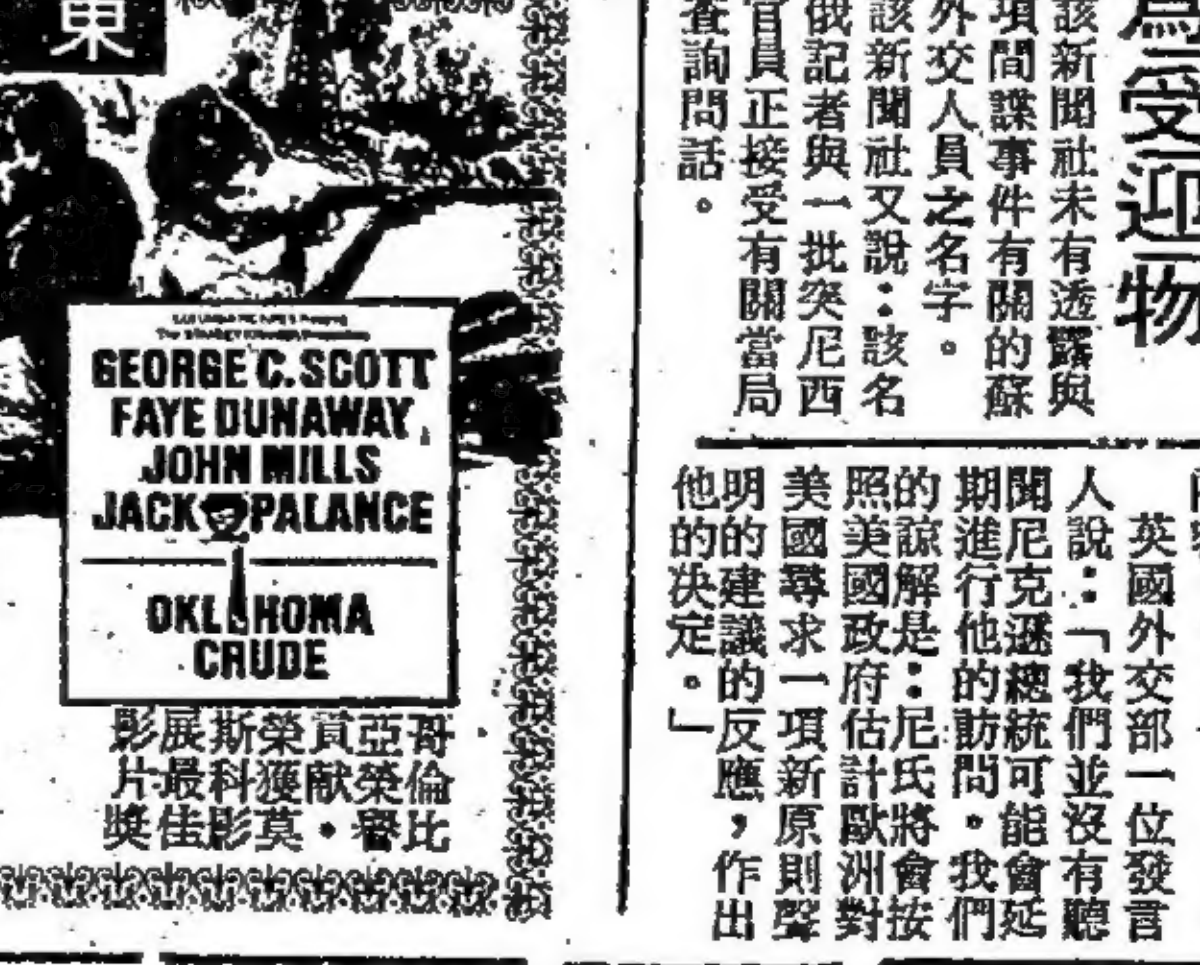 東
GEORGE C. SCOTT
FAYE DUNAWAY
JOHN MILLS
JACK PALANCE
OKLAHOMA
CRUDE
哥倫比
亞榮譽
貢献・
榮獲莫
斯科影
展最佳
影片獎
為受迎物
該新聞社未有透露與
項間諜事件有關的蘇
外交人員之名字。
該新聞社又說：該名
俄記者與一批突尼西
官員正接受有關當局
查詢問話。
英國外交部一位發言
人說：「我們並沒有聽
聞尼克遜總統可能會延
期進行他的訪問。我們
的諒解是：尼氏將會按
照美國政府估計歐洲對
美國尋求一項新原則聲
明的建議的反應，作出
他的决定。」